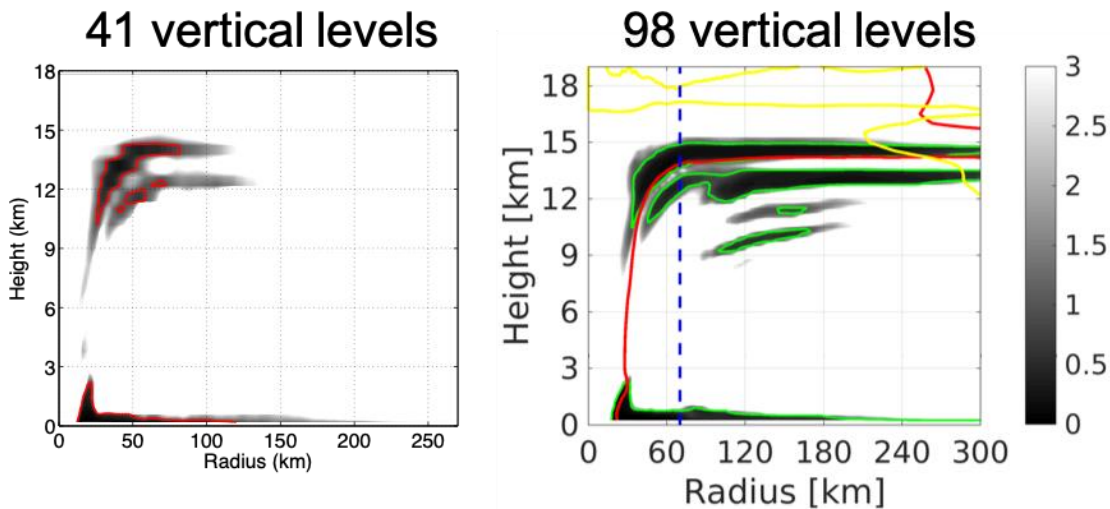 41 vertical levels
98 vertical levels
18
15
12
9
6
3
0
Height (km)
0 50 100 150 200 250
Radius (km)
18
15
12
9
6
3
0
Height [km]
0 60 120 180 240 300
Radius [km]
3
2.5
2
1.5
1
0.5
0